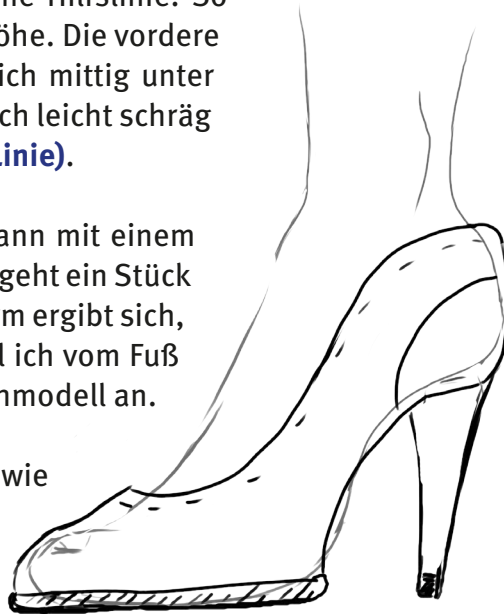 ne Hilfslinie. So
öhe. Die vordere
ich mittig unter
ch leicht schräg
inie).
ann mit einem
geht ein Stück
m ergibt sich,
l ich vom Fuß
nmodell an.
wie